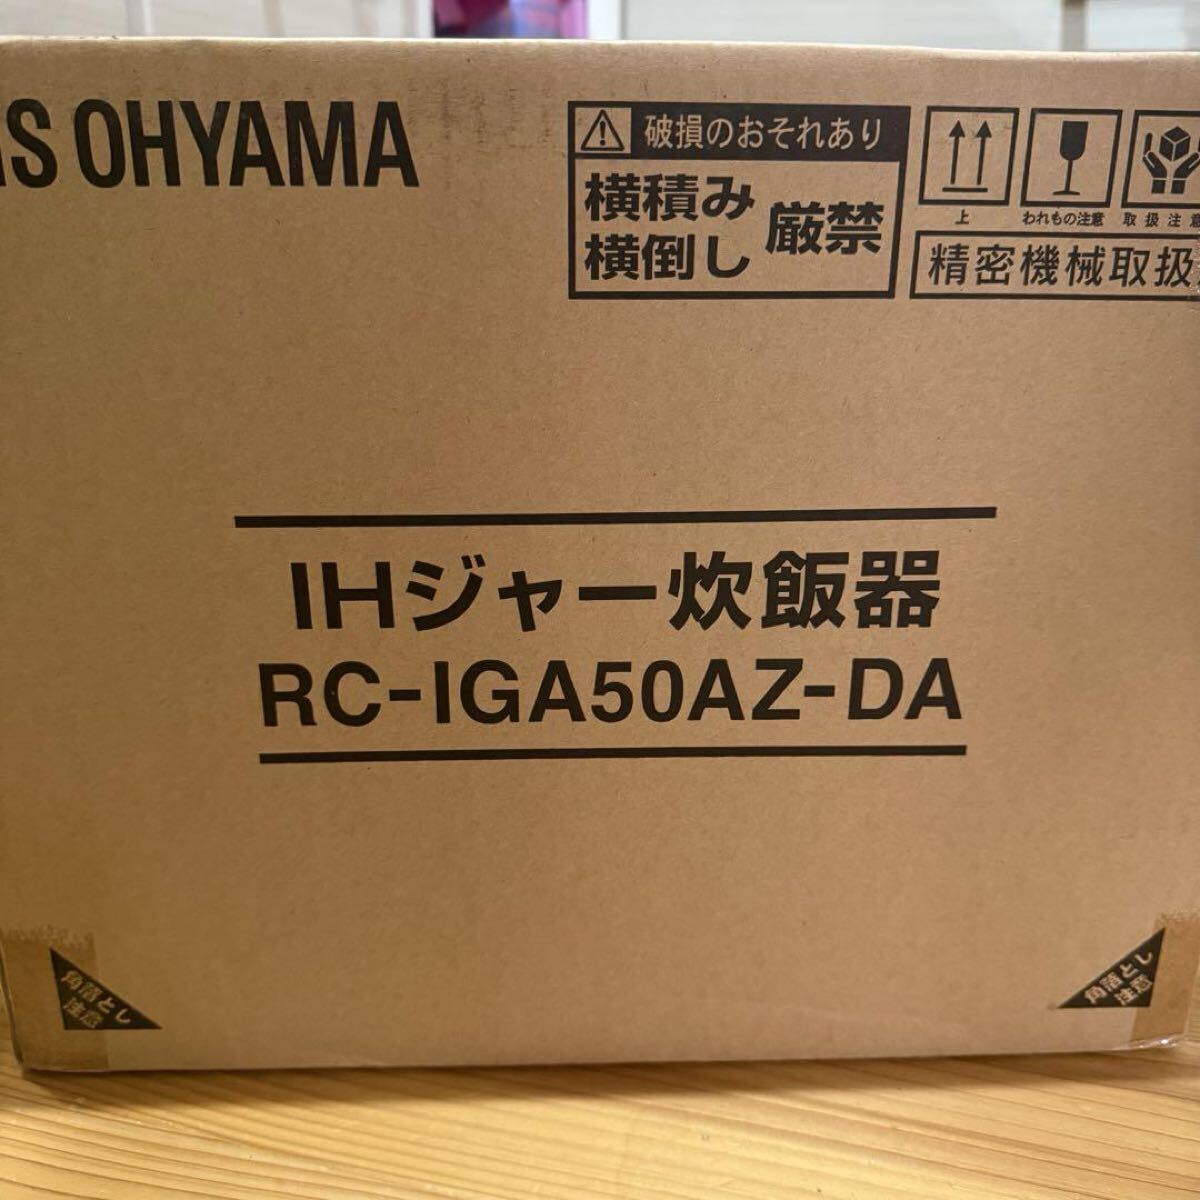 IS OHYAMA
破損のおそれあり
横積み
横倒し
厳禁
上
われもの注意
取扱注意
精密機械取扱
IHジャー炊飯器
RC-IGA50AZ-DA
角落とし
注意
角落とし
注意